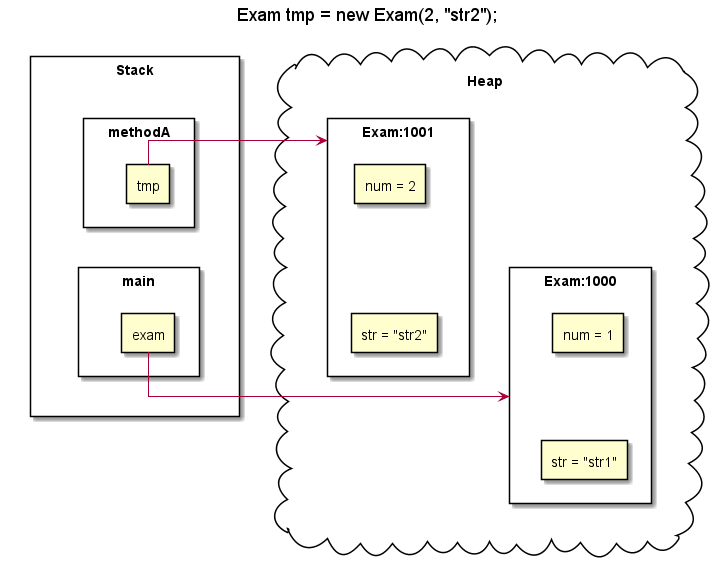 Exam tmp = new Exam(2, "str2");
Stack
Heap
methodA
tmp
Exam:1001
num = 2
str = "str2"
main
exam
Exam:1000
num = 1
str = "str1"